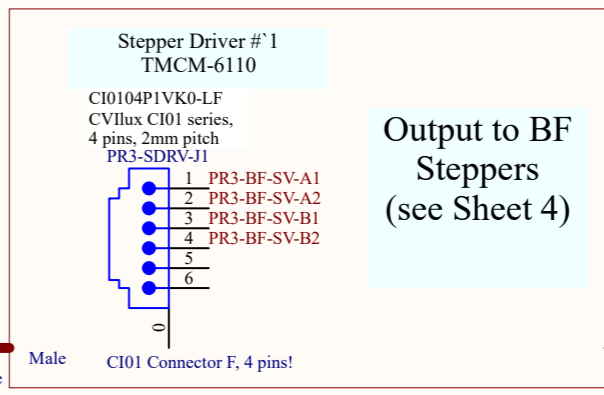 Stepper Driver #`1
TMCM-6110
CI0104P1VK0-LF
CVIlux CI01 series,
4 pins, 2mm pitch
PR3-SDRV-J1
1 PR3-BF-SV-A1
2 PR3-BF-SV-A2
3 PR3-BF-SV-B1
4 PR3-BF-SV-B2
5
6
0
Output to BF
Steppers
(see Sheet 4)
Male
CI01 Connector F, 4 pins!